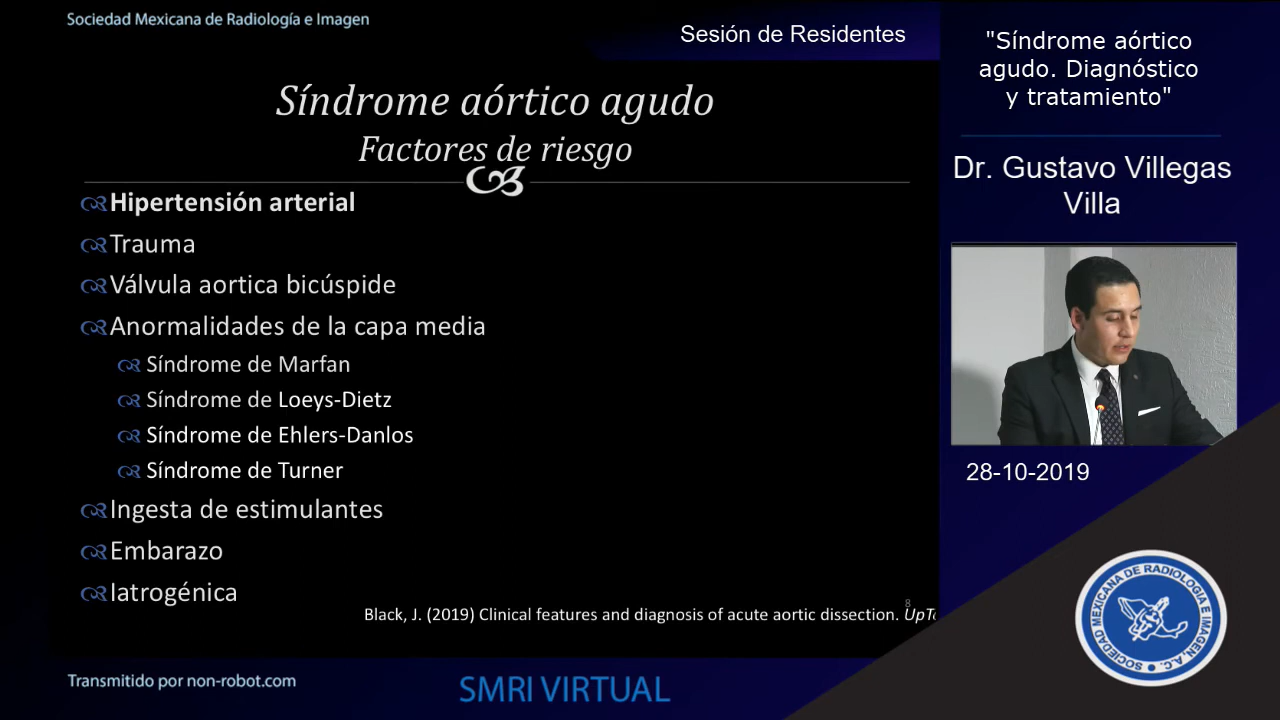 Sociedad Mexicana de Radiología e Imagen
Sesión de Residentes
"Síndrome aórtico
agudo. Diagnóstico
y tratamiento"
Síndrome aórtico agudo
Factores de riesgo
Dr. Gustavo Villegas
Villa
Hipertensión arterial
Trauma
Válvula aortica bicúspide
Anormalidades de la capa media
Síndrome de Marfan
Síndrome de Loeys-Dietz
Síndrome de Ehlers-Danlos
Síndrome de Turner
Ingesta de estimulantes
Embarazo
Iatrogénica
28-10-2019
8
Black, J. (2019) Clinical features and diagnosis of acute aortic dissection.
SOCIEDAD MEXICANA DE RADIOLOGÍA E IMAGEN, A.C.
Transmitido por non-robot.com
SMRI VIRTUAL